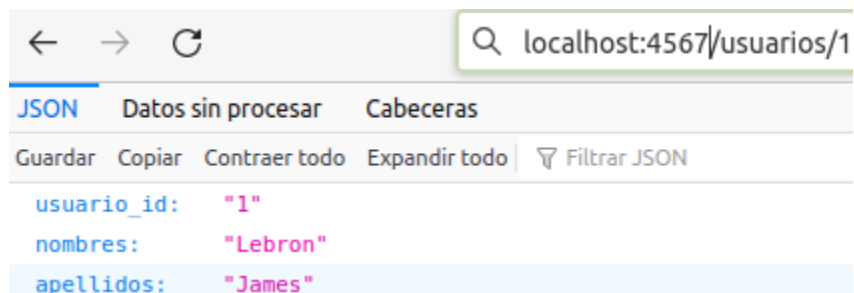 localhost:4567/usuarios/1
JSON Datos sin procesar Cabeceras
Guardar Copiar Contraer todo Expandir todo Filtrar JSON
usuario_id: "1"
nombres: "Lebron"
apellidos: "James"